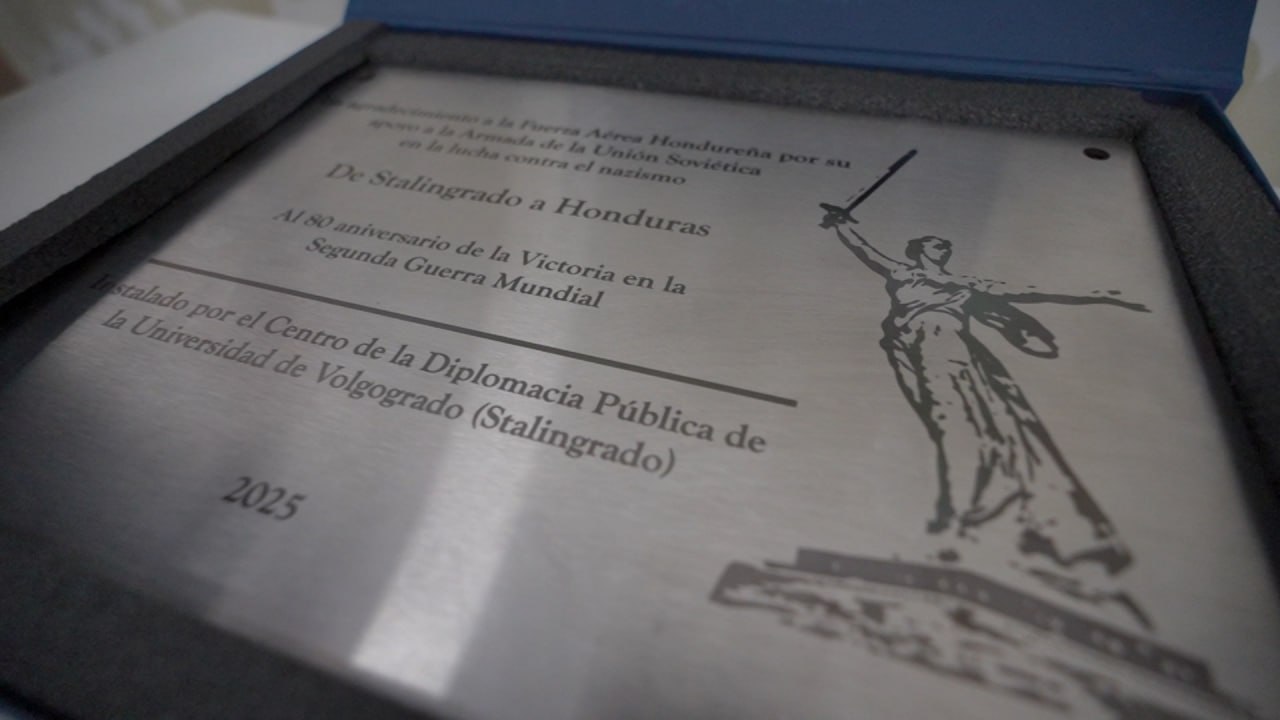 agradecimiento a la Fuerza Aérea Hondureña por su
apoyo a la Armada de la Unión Soviética
en la lucha contra el nazismo
De Stalingrado a Honduras
Al 80 aniversario de la Victoria en la
Segunda Guerra Mundial
Instalado por el Centro de la Diplomacia Pública de
la Universidad de Volgogrado (Stalingrado)
2025